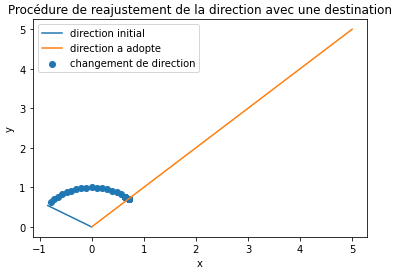 Procédure de reajustement de la direction avec une destination
direction initial
direction a adopte
changement de direction
5
4
3
2
1
0
y
-1 0 1 2 3 4 5
x